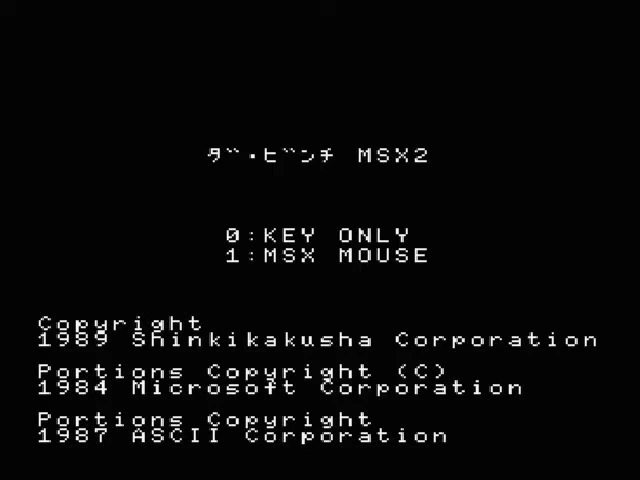 ダ・ビンチ MSX2
0:KEY ONLY
1:MSX MOUSE
Copyright
1989 Shinkikakusha Corporation
Portions Copyright (C)
1984 Microsoft Corporation
Portions Copyright
1987 ASCII Corporation